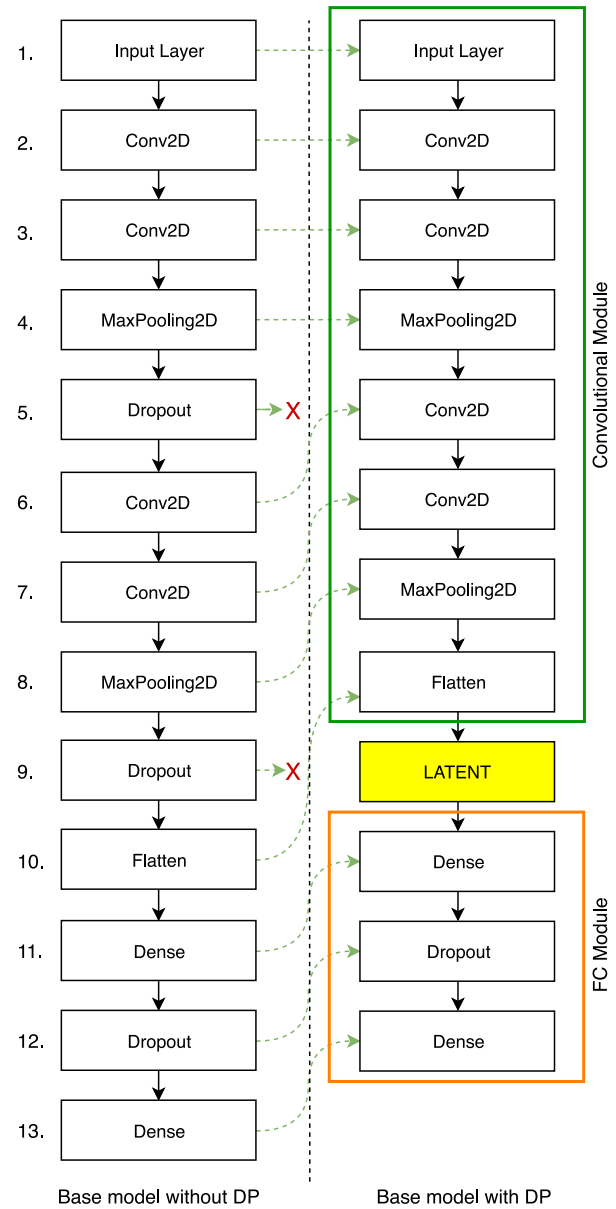 1.
Input Layer
Input Layer
2.
Conv2D
Conv2D
3.
Conv2D
Conv2D
4.
MaxPooling2D
MaxPooling2D
5.
Dropout
X
Conv2D
6.
Conv2D
Conv2D
7.
Conv2D
MaxPooling2D
8.
MaxPooling2D
Flatten
Convolutional Module
9.
Dropout
X
LATENT
10.
Flatten
Dense
11.
Dense
Dropout
12.
Dropout
Dense
FC Module
13.
Dense
Base model without DP
Base model with DP